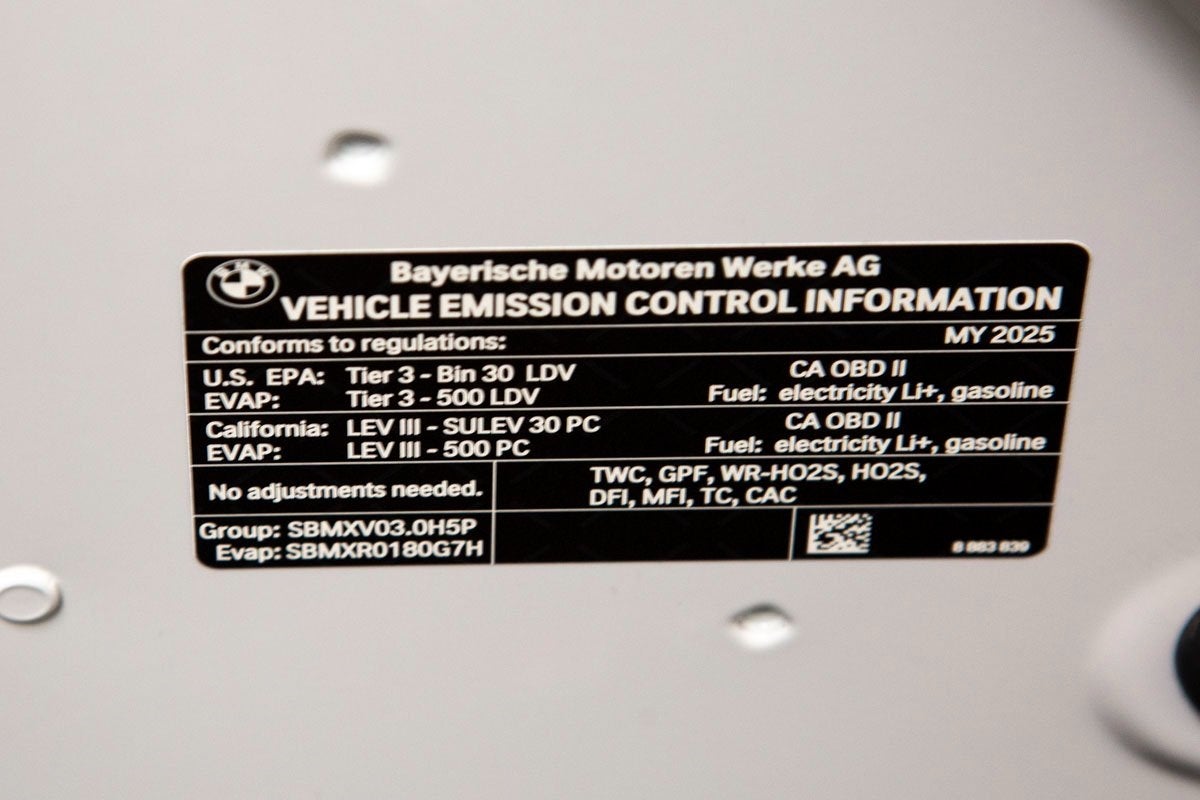 BMW
Bayerische Motoren Werke AG
VEHICLE EMISSION CONTROL INFORMATION
Conforms to regulations: MY 2025
U.S. EPA: Tier 3 - Bin 30 LDV CA OBD II
EVAP: Tier 3 - 500 LDV Fuel: electricity Li+, gasoline
California: LEV III - SULEV 30 PC CA OBD II
EVAP: LEV III - 500 PC Fuel: electricity Li+, gasoline
No adjustments needed.
TWC, GPF, WR-HO2S, HO2S,
DFI, MFI, TC, CAC
Group: SBMXV03.0H5P
Evap: SBMXR0180G7H
8 883 839